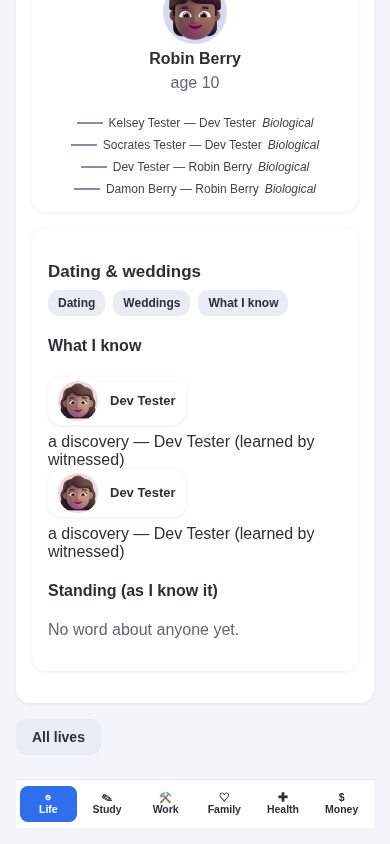 Robin Berry
age 10
Kelsey Tester — Dev Tester Biological
Socrates Tester — Dev Tester Biological
Dev Tester — Robin Berry Biological
Damon Berry — Robin Berry Biological
Dating & weddings
Dating Weddings What I know
What I know
Dev Tester
a discovery — Dev Tester (learned by
witnessed)
Dev Tester
a discovery — Dev Tester (learned by
witnessed)
Standing (as I know it)
No word about anyone yet.
All lives
Life Study Work Family Health Money